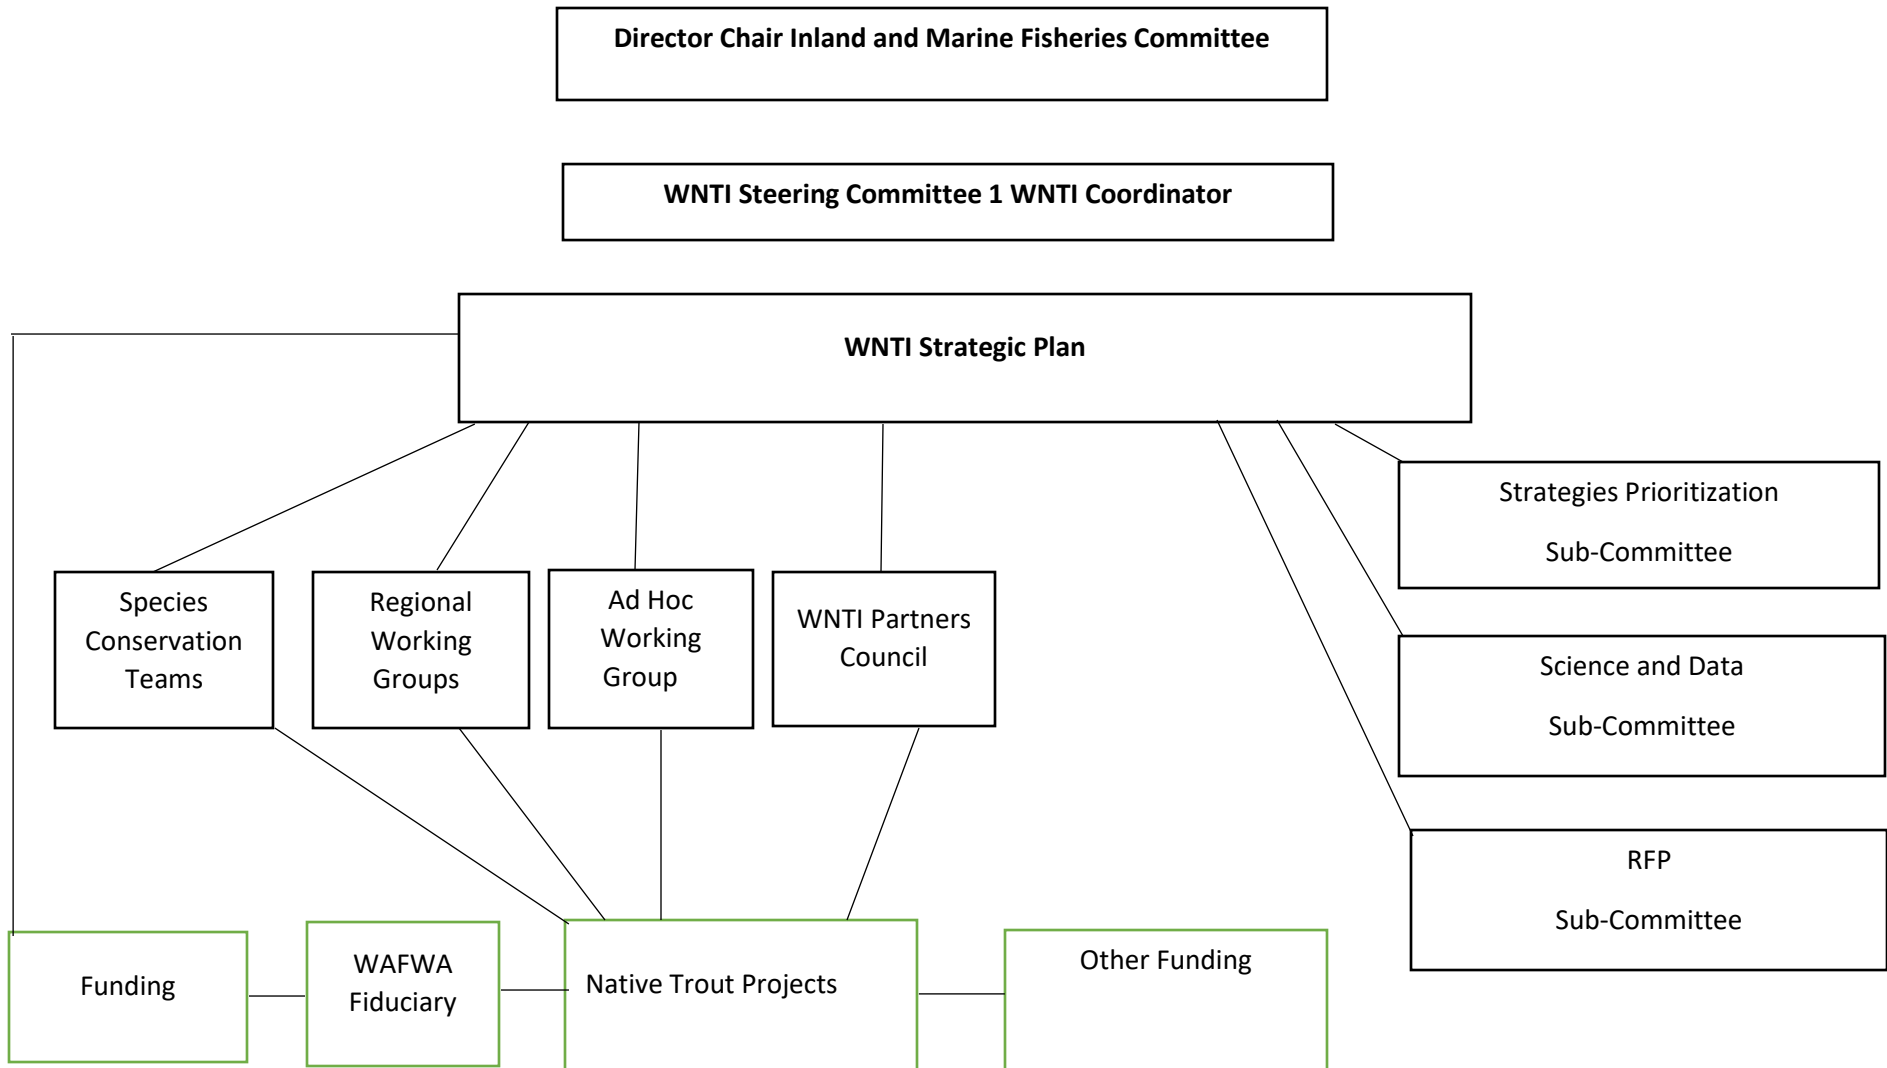 Director Chair Inland and Marine Fisheries Committee
WNTI Steering Committee 1 WNTI Coordinator
WNTI Strategic Plan
Strategies Prioritization
Sub-Committee
Species
Conservation
Teams
Regional
Working
Groups
Ad Hoc
Working
Group
WNTI Partners
Council
Science and Data
Sub-Committee
RFP
Sub-Committee
Funding
WAFWA
Fiduciary
Native Trout Projects
Other Funding